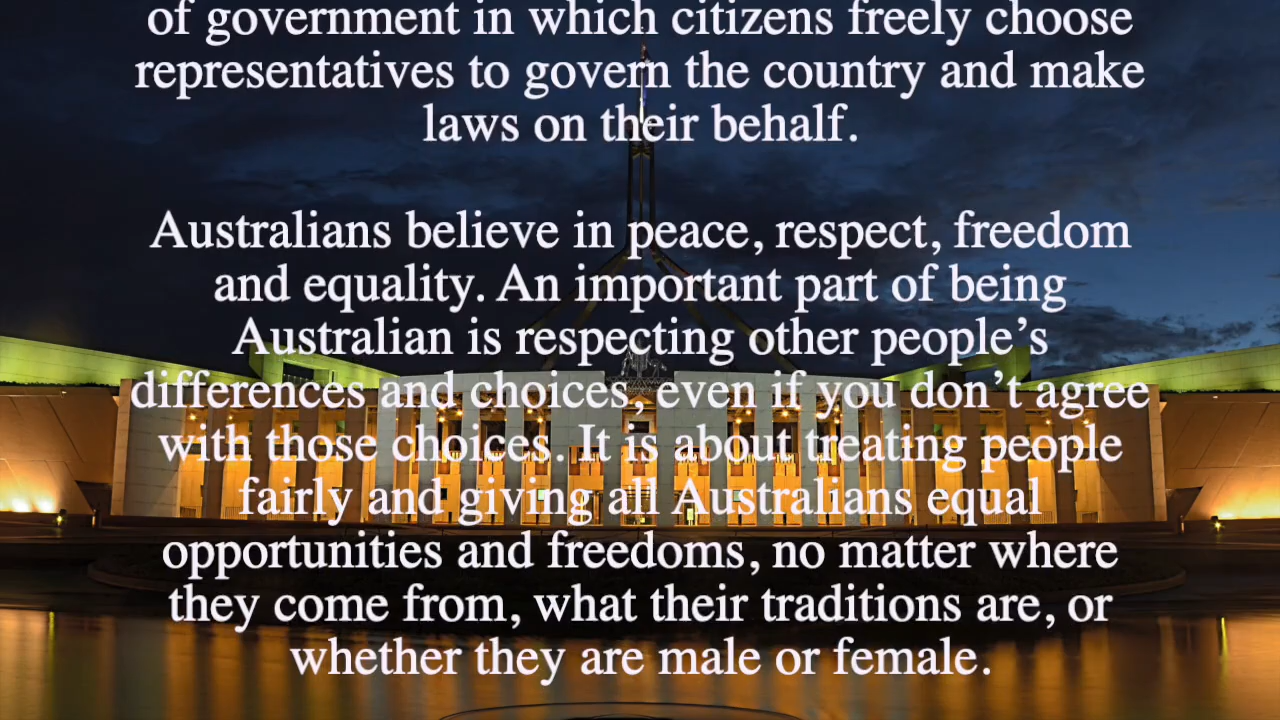 of government in which citizens freely choose
representatives to govern the country and make
laws on their behalf.
Australians believe in peace, respect, freedom
and equality. An important part of being
Australian is respecting other people’s
differences and choices, even if you don’t agree
with those choices. It is about treating people
fairly and giving all Australians equal
opportunities and freedoms, no matter where
they come from, what their traditions are, or
whether they are male or female.